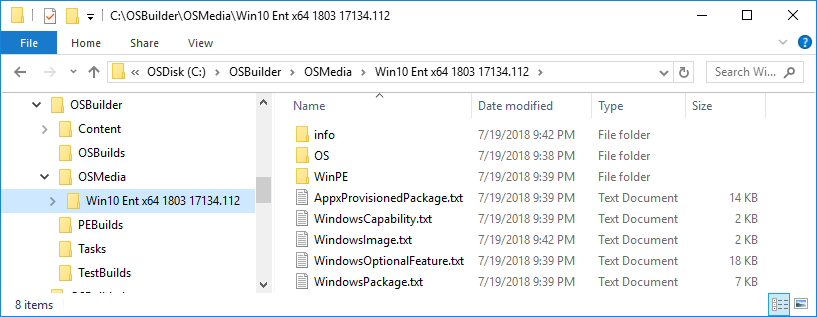 C:\OSBuilder\OSMedia\Win10 Ent x64 1803 17134.112
File Home Share View
OSDisk (C:) OSBuilder OSMedia Win10 Ent x64 1803 17134.112 Search Wi...
OSBuilder
Content
OSBuilds
OSMedia
Win10 Ent x64 1803 17134.112
PEBuilds
Tasks
TestBuilds
Name Date modified Type Size
info 7/19/2018 9:42 PM File folder
OS 7/19/2018 9:38 PM File folder
WinPE 7/19/2018 9:39 PM File folder
AppxProvisionedPackage.txt 7/19/2018 9:39 PM Text Document 14 KB
WindowsCapability.txt 7/19/2018 9:39 PM Text Document 2 KB
WindowsImage.txt 7/19/2018 9:42 PM Text Document 2 KB
WindowsOptionalFeature.txt 7/19/2018 9:39 PM Text Document 18 KB
WindowsPackage.txt 7/19/2018 9:39 PM Text Document 7 KB
8 items